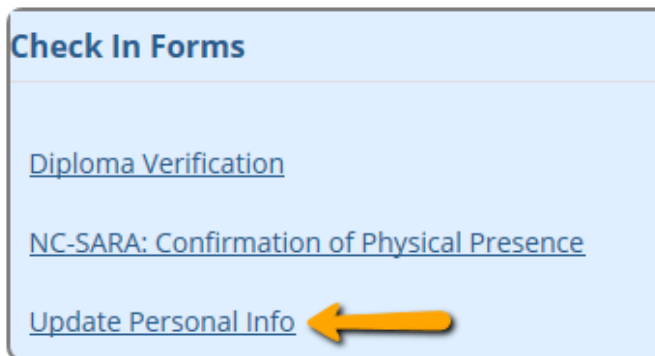 Check In Forms
Diploma Verification
NC-SARA: Confirmation of Physical Presence
Update Personal Info